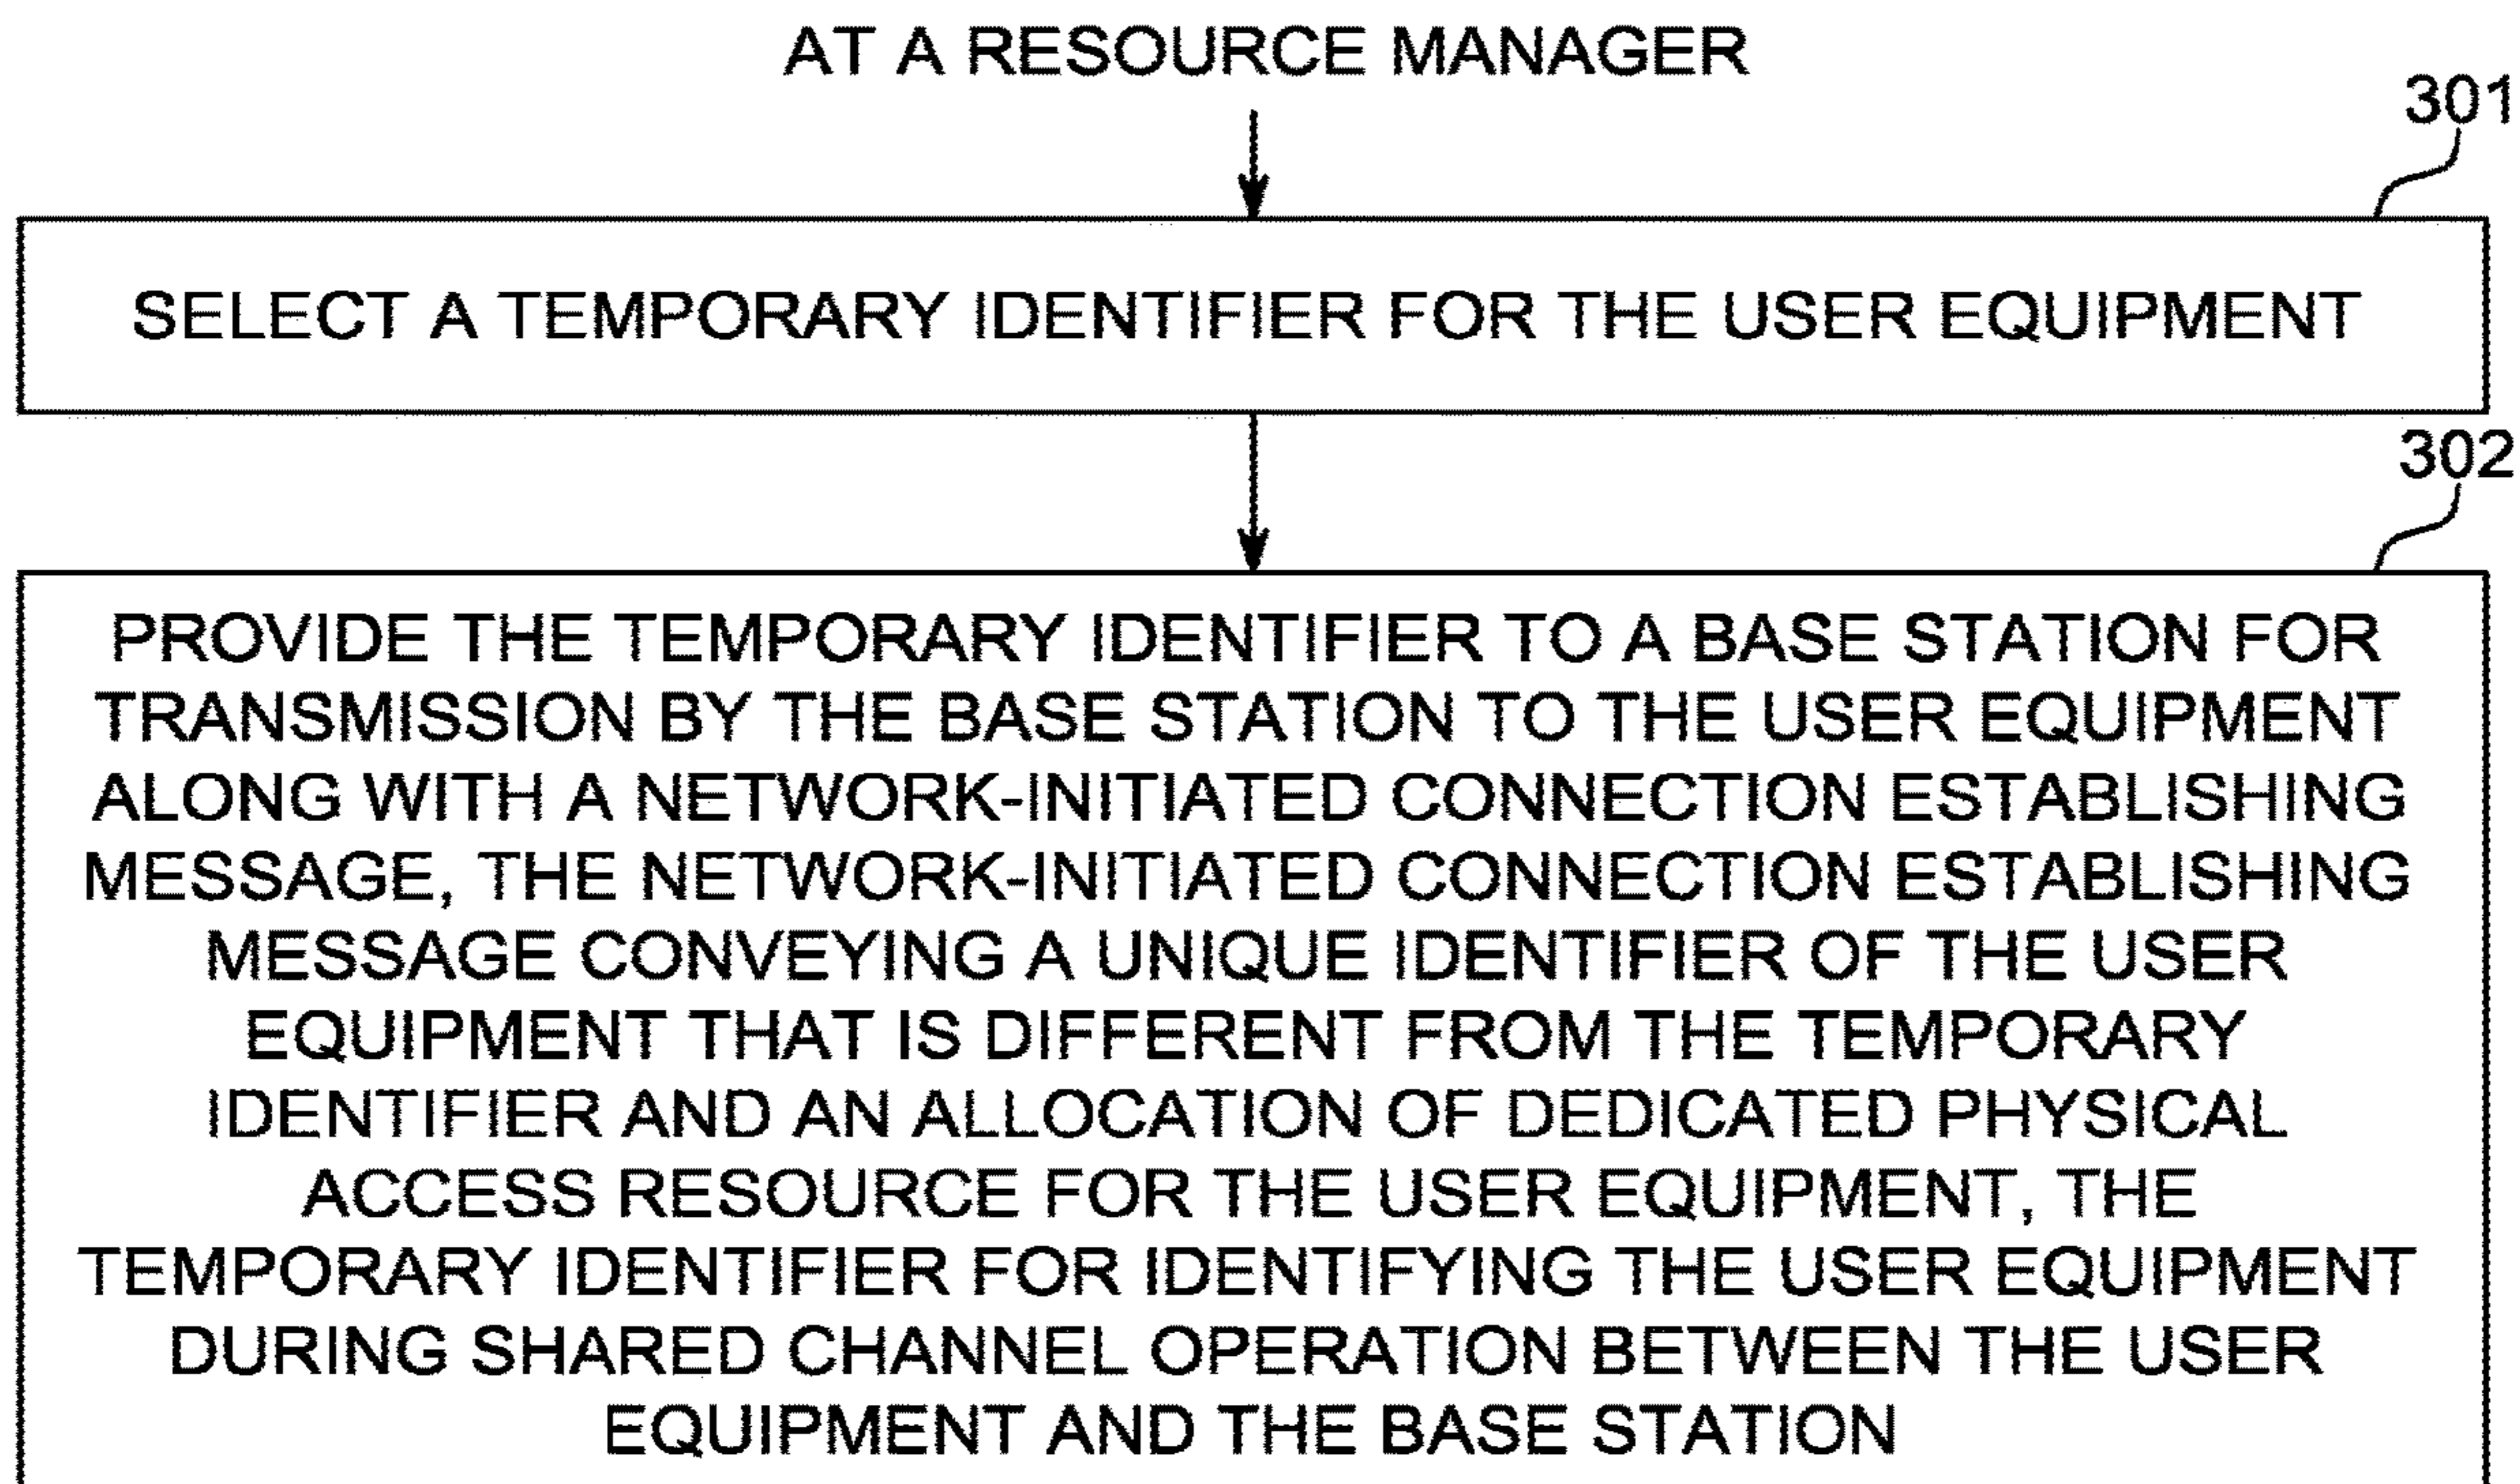 AT A RESOURCE MANAGER
301
SELECT A TEMPORARY IDENTIFIER FOR THE USER EQUIPMENT
302
PROVIDE THE TEMPORARY IDENTIFIER TO A BASE STATION FOR
TRANSMISSION BY THE BASE STATION TO THE USER EQUIPMENT
ALONG WITH A NETWORK-INITIATED CONNECTION ESTABLISHING
MESSAGE, THE NETWORK-INITIATED CONNECTION ESTABLISHING
MESSAGE CONVEYING A UNIQUE IDENTIFIER OF THE USER
EQUIPMENT THAT IS DIFFERENT FROM THE TEMPORARY
IDENTIFIER AND AN ALLOCATION OF DEDICATED PHYSICAL
ACCESS RESOURCE FOR THE USER EQUIPMENT, THE
TEMPORARY IDENTIFIER FOR IDENTIFYING THE USER EQUIPMENT
DURING SHARED CHANNEL OPERATION BETWEEN THE USER
EQUIPMENT AND THE BASE STATION